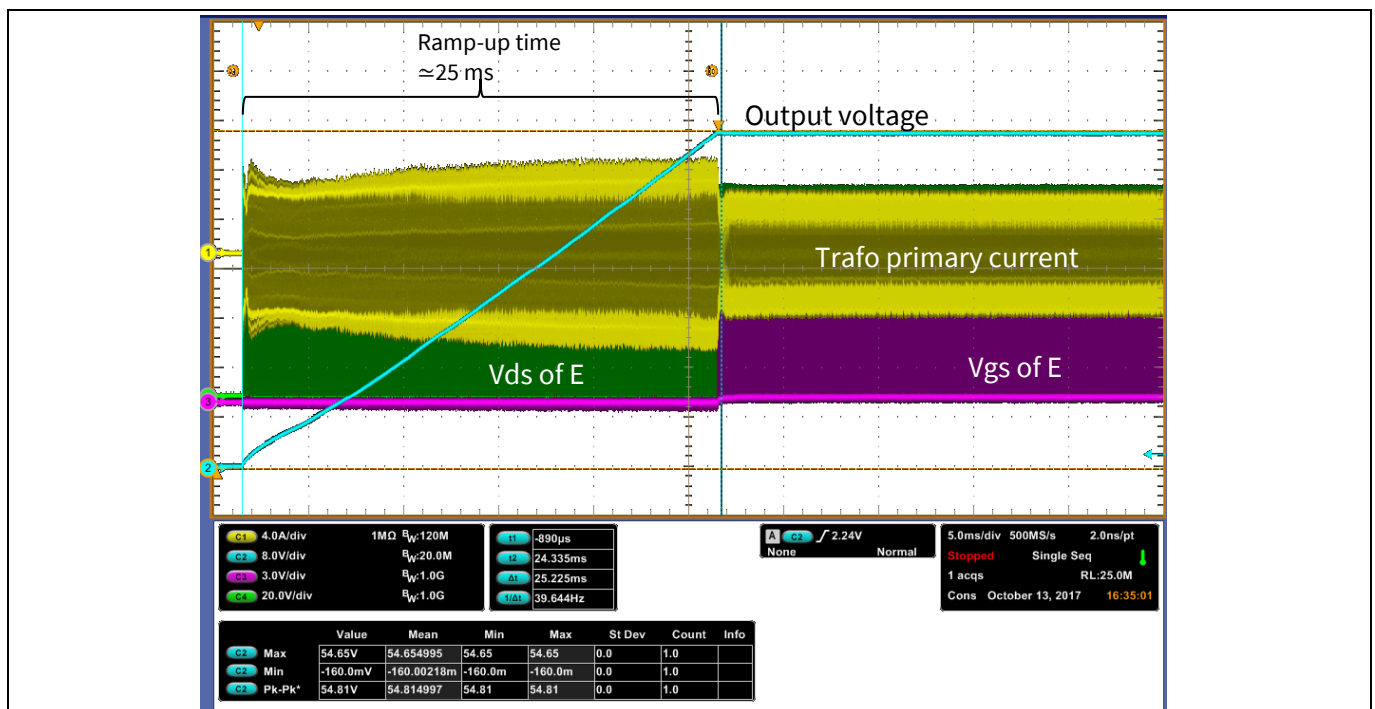 Ramp-up time
≃25 ms
Output voltage
1
Trafo primary current
Vds of E
Vgs of E
3
2
C1 4.0A/div 1MΩ BW:120M
C2 8.0V/div BW:20.0M
C3 3.0V/div BW:1.0G
C4 20.0V/div BW:1.0G
t1 -890µs
t2 24.335ms
Δt 25.225ms
1/Δt 39.644Hz
A C2 2.24V
None Normal
5.0ms/div 500MS/s 2.0ns/pt
Stopped Single Seq
1 acqs RL:25.0M
Cons October 13, 2017 16:35:01
Value Mean Min Max St Dev Count Info
C2 Max 54.65V 54.654995 54.65 54.65 0.0 1.0
C2 Min -160.0mV -160.00218m -160.0m -160.0m 0.0 1.0
C2 Pk-Pk* 54.81V 54.814997 54.81 54.81 0.0 1.0